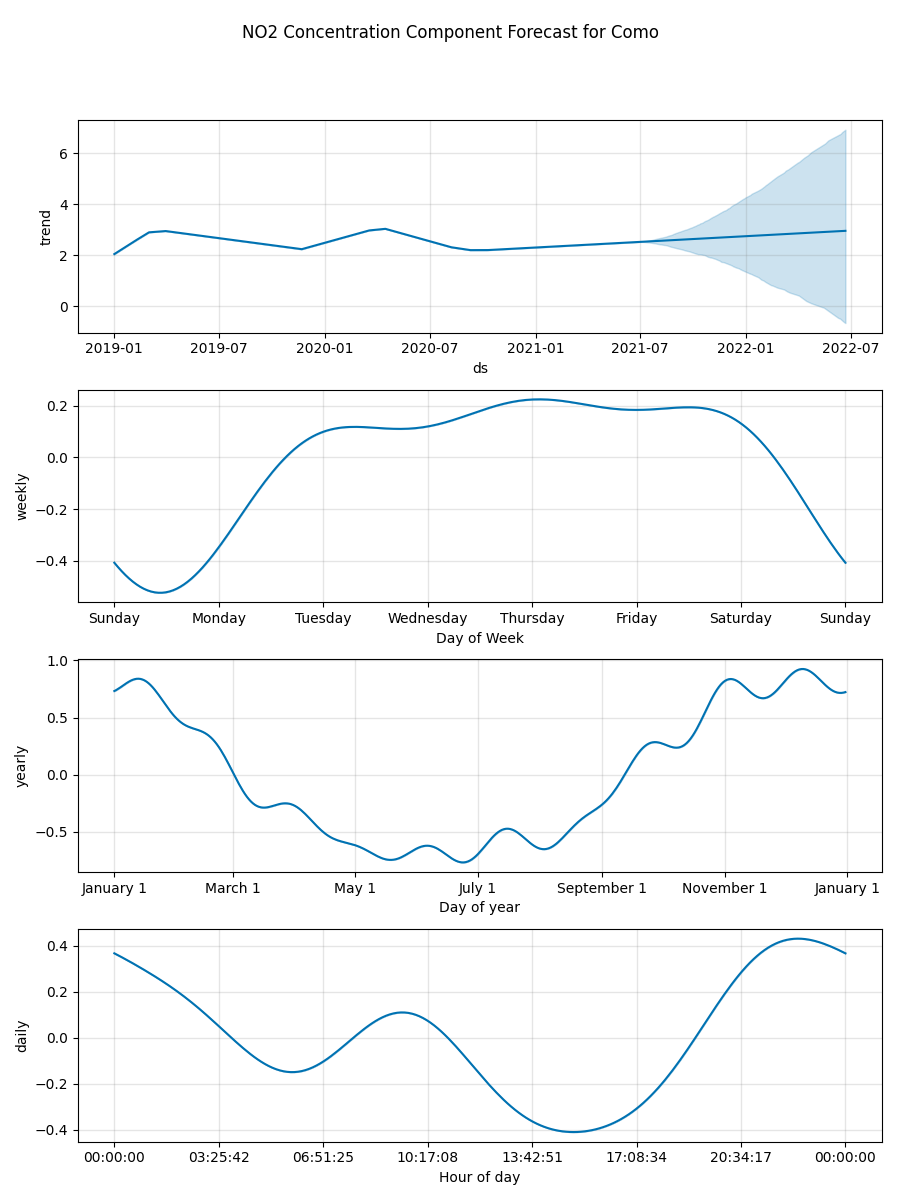 NO2 Concentration Component Forecast for Como
trend
6
4
2
0
2019-01 2019-07 2020-01 2020-07 2021-01 2021-07 2022-01 2022-07
ds
weekly
0.2
0.0
−0.2
−0.4
Sunday Monday Tuesday Wednesday Thursday Friday Saturday Sunday
Day of Week
yearly
1.0
0.5
0.0
−0.5
January 1 March 1 May 1 July 1 September 1 November 1 January 1
Day of year
daily
0.4
0.2
0.0
−0.2
−0.4
00:00:00 03:25:42 06:51:25 10:17:08 13:42:51 17:08:34 20:34:17 00:00:00
Hour of day